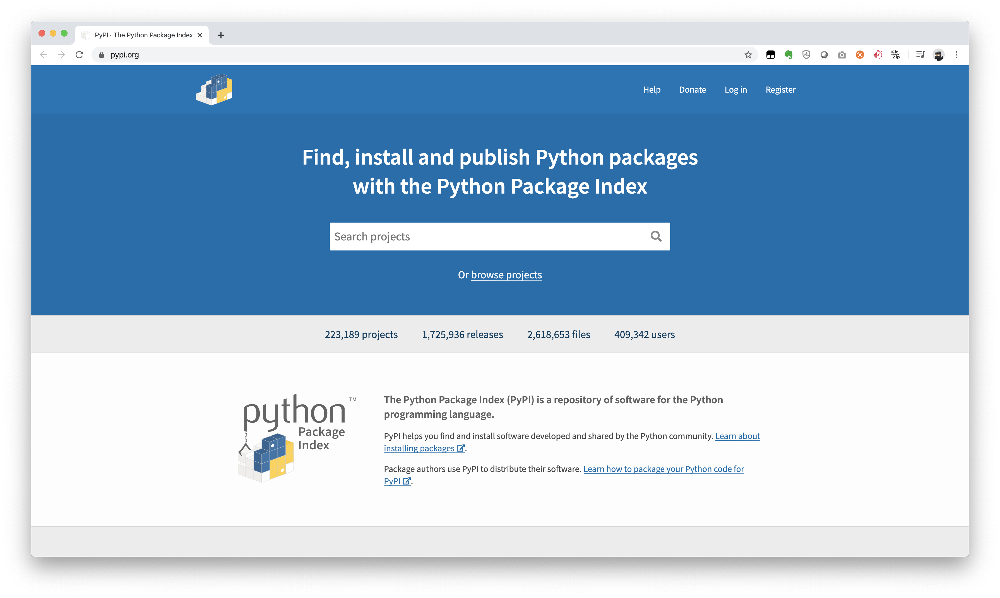 PyPI · The Python Package Index
pypi.org
Git
Zip
Help Donate Log in Register
Find, install and publish Python packages
with the Python Package Index
Search projects
Or browse projects
223,189 projects 1,725,936 releases 2,618,653 files 409,342 users
python TM
Package
Index
The Python Package Index (PyPI) is a repository of software for the Python
programming language.
PyPI helps you find and install software developed and shared by the Python community. Learn about
installing packages .
Package authors use PyPI to distribute their software. Learn how to package your Python code for
PyPI .